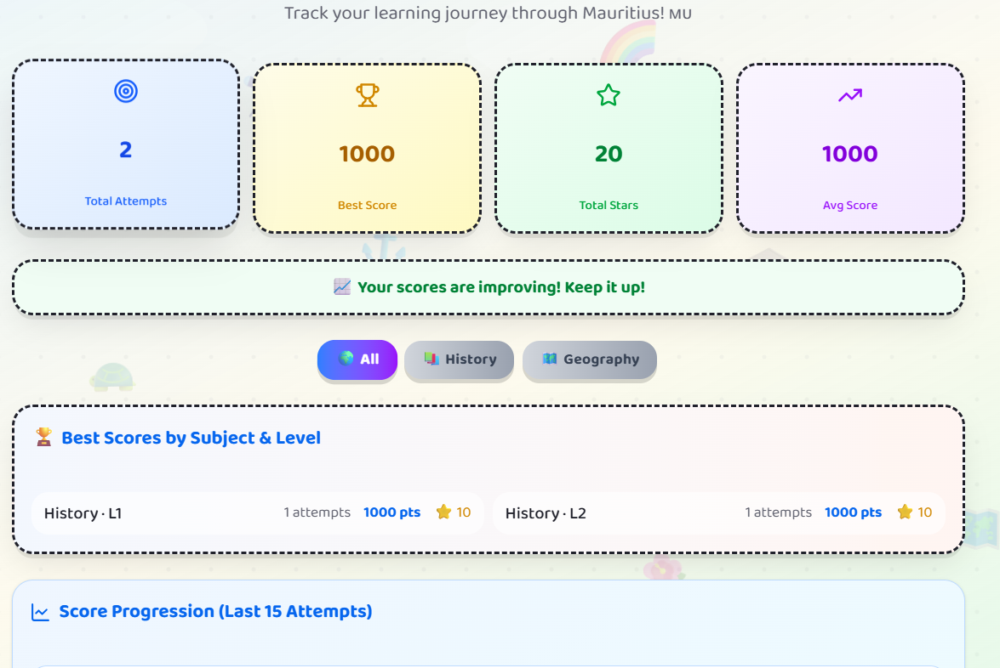 Track your learning journey through Mauritius! MU
2
Total Attempts
1000
Best Score
20
Total Stars
1000
Avg Score
Your scores are improving! Keep it up!
All
History
Geography
Best Scores by Subject & Level
History · L1 1 attempts 1000 pts 10
History · L2 1 attempts 1000 pts 10
Score Progression (Last 15 Attempts)